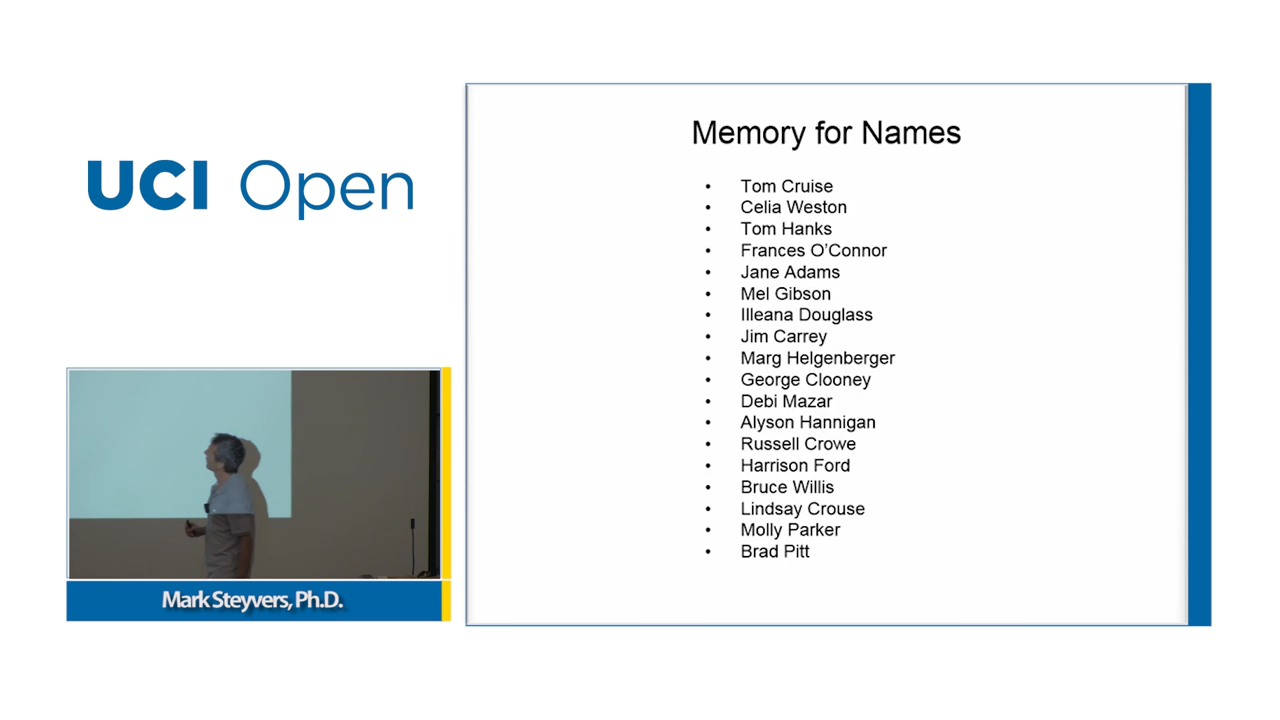 UCI Open
Memory for Names
• Tom Cruise
• Celia Weston
• Tom Hanks
• Frances O'Connor
• Jane Adams
• Mel Gibson
• Illeana Douglass
• Jim Carrey
• Marg Helgenberger
• George Clooney
• Debi Mazar
• Alyson Hannigan
• Russell Crowe
• Harrison Ford
• Bruce Willis
• Lindsay Crouse
• Molly Parker
• Brad Pitt
Mark Steyvers, Ph.D.